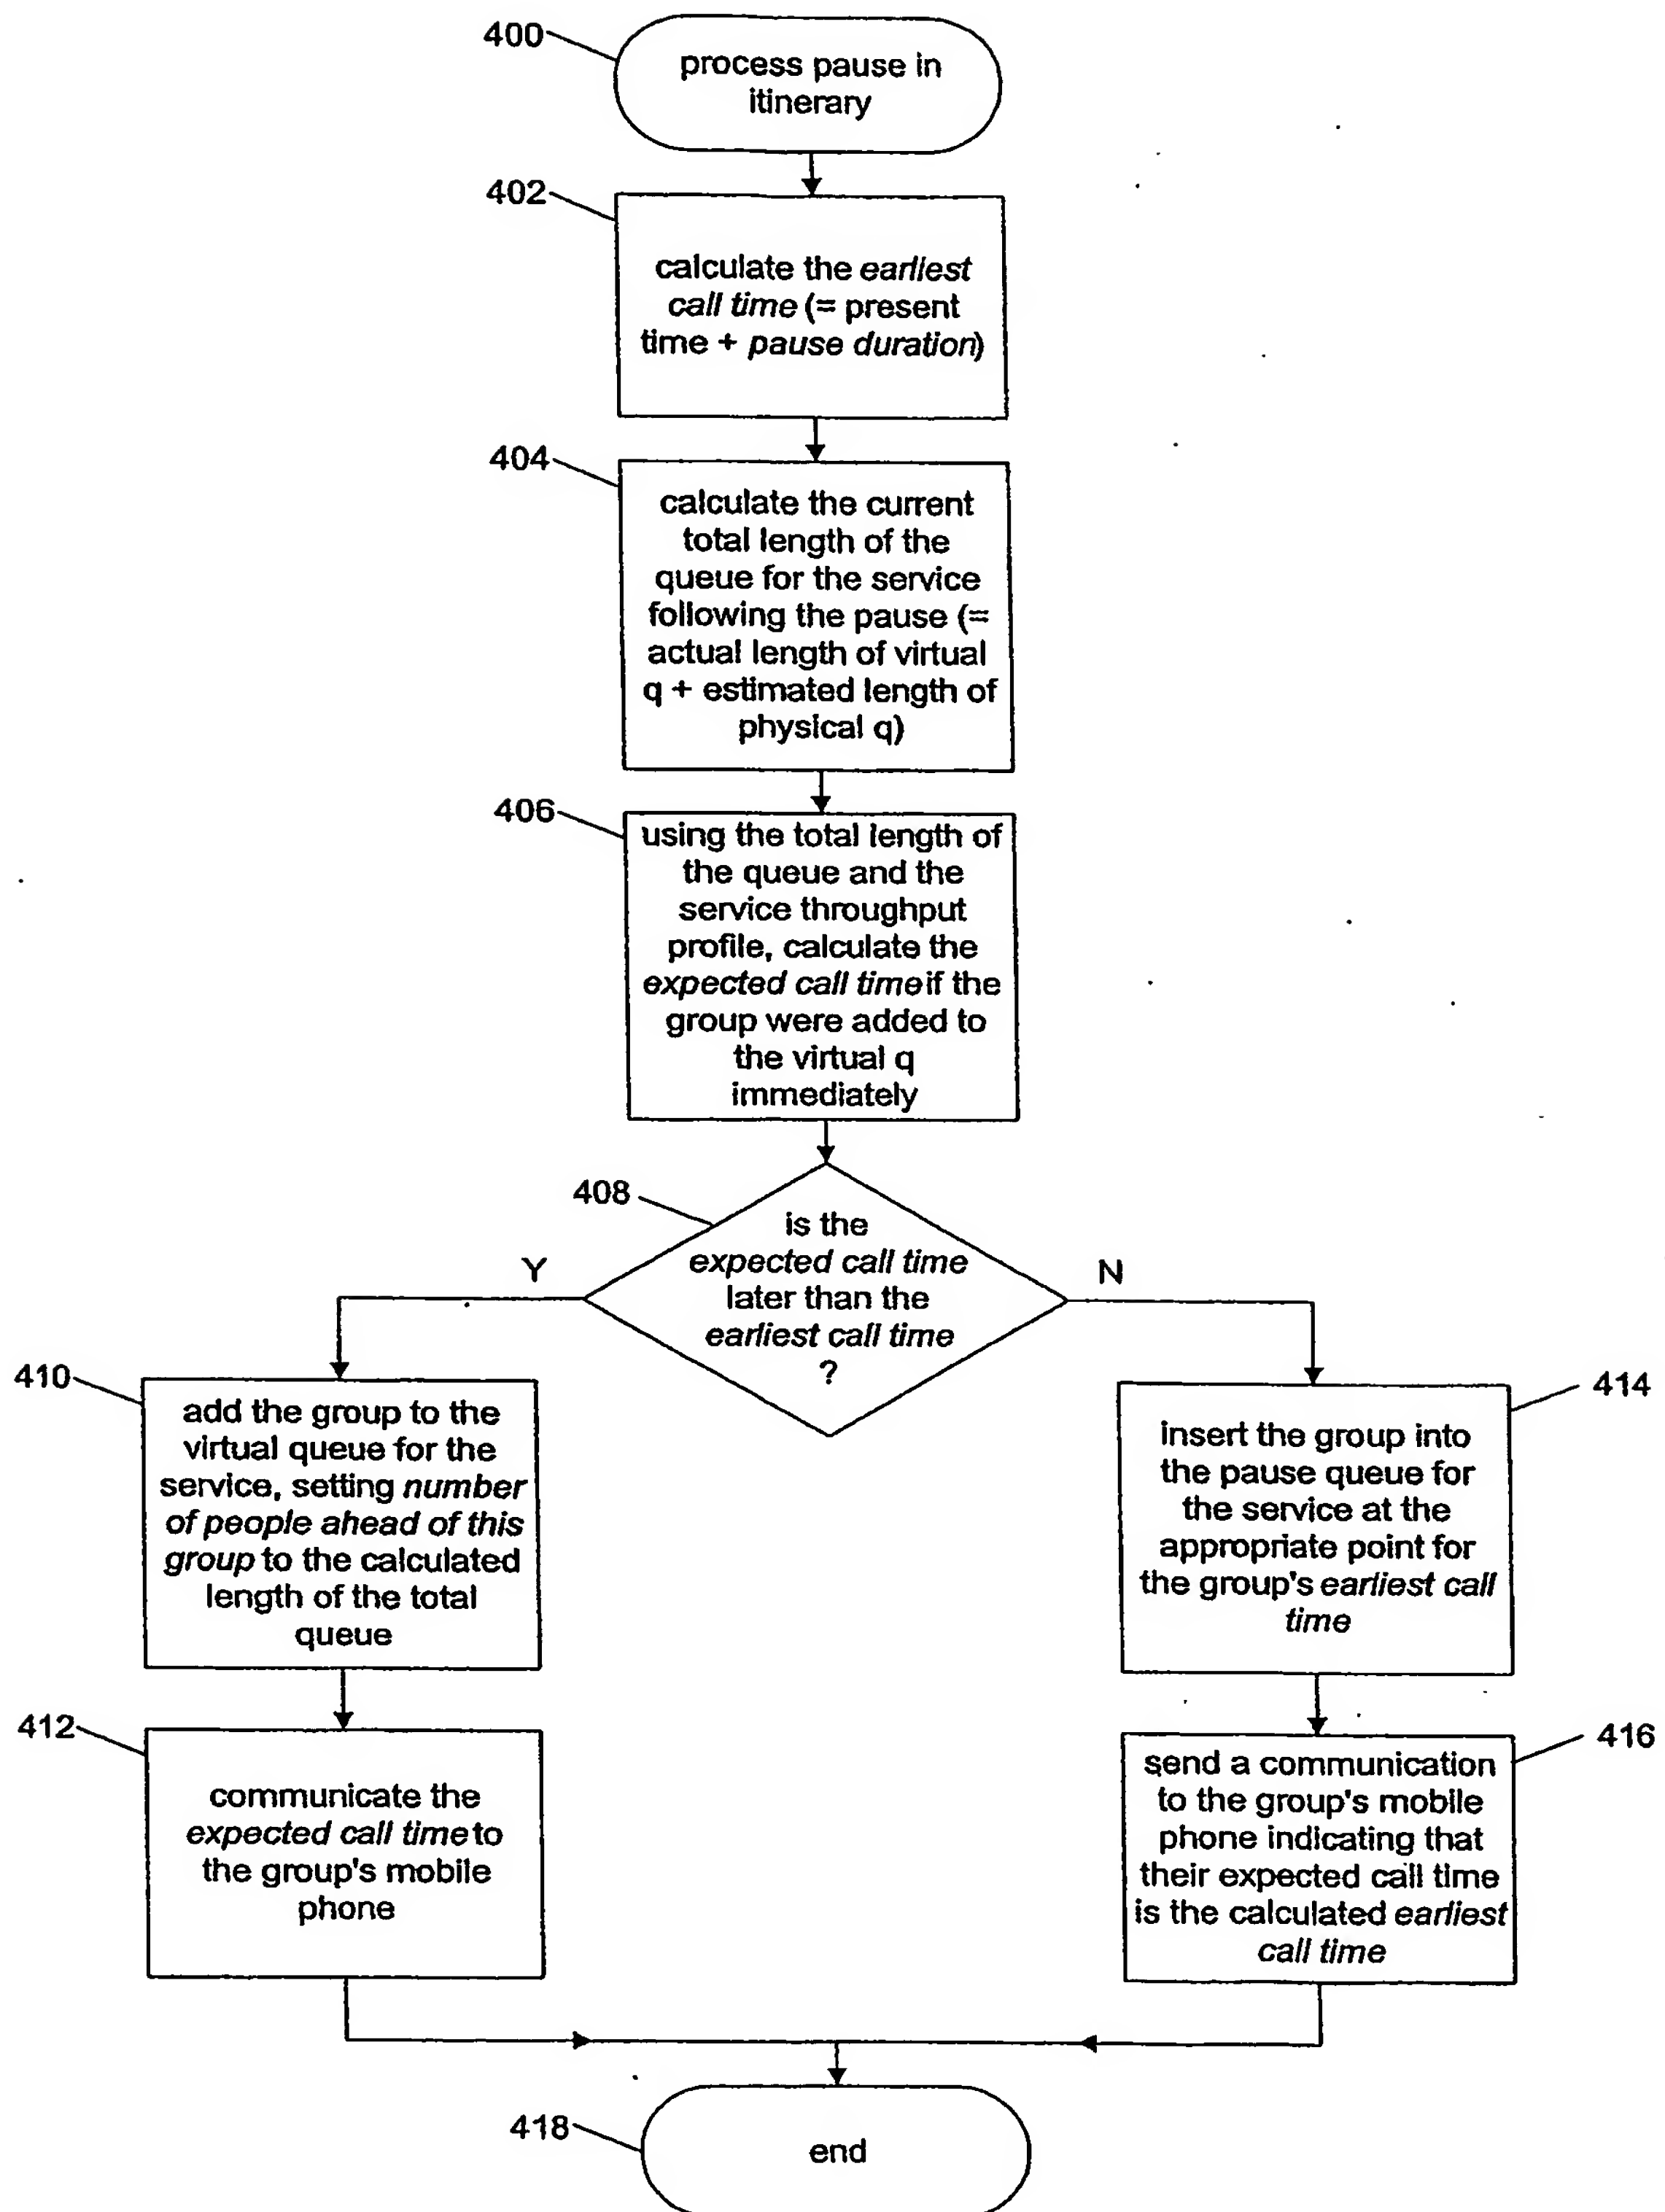 400
process pause in
itinerary
402
calculate the earliest
call time (= present
time + pause duration)
404
calculate the current
total length of the
queue for the service
following the pause (=
actual length of virtual
q + estimated length of
physical q)
406
using the total length of
the queue and the
service throughput
profile, calculate the
expected call time if the
group were added to
the virtual q
immediately
408
is the
expected call time
later than the
earliest call time
?
Y
N
410
add the group to the
virtual queue for the
service, setting number
of people ahead of this
group to the calculated
length of the total
queue
414
insert the group into
the pause queue for
the service at the
appropriate point for
the group's earliest call
time
412
communicate the
expected call time to
the group's mobile
phone
416
send a communication
to the group's mobile
phone indicating that
their expected call time
is the calculated earliest
call time
418
end